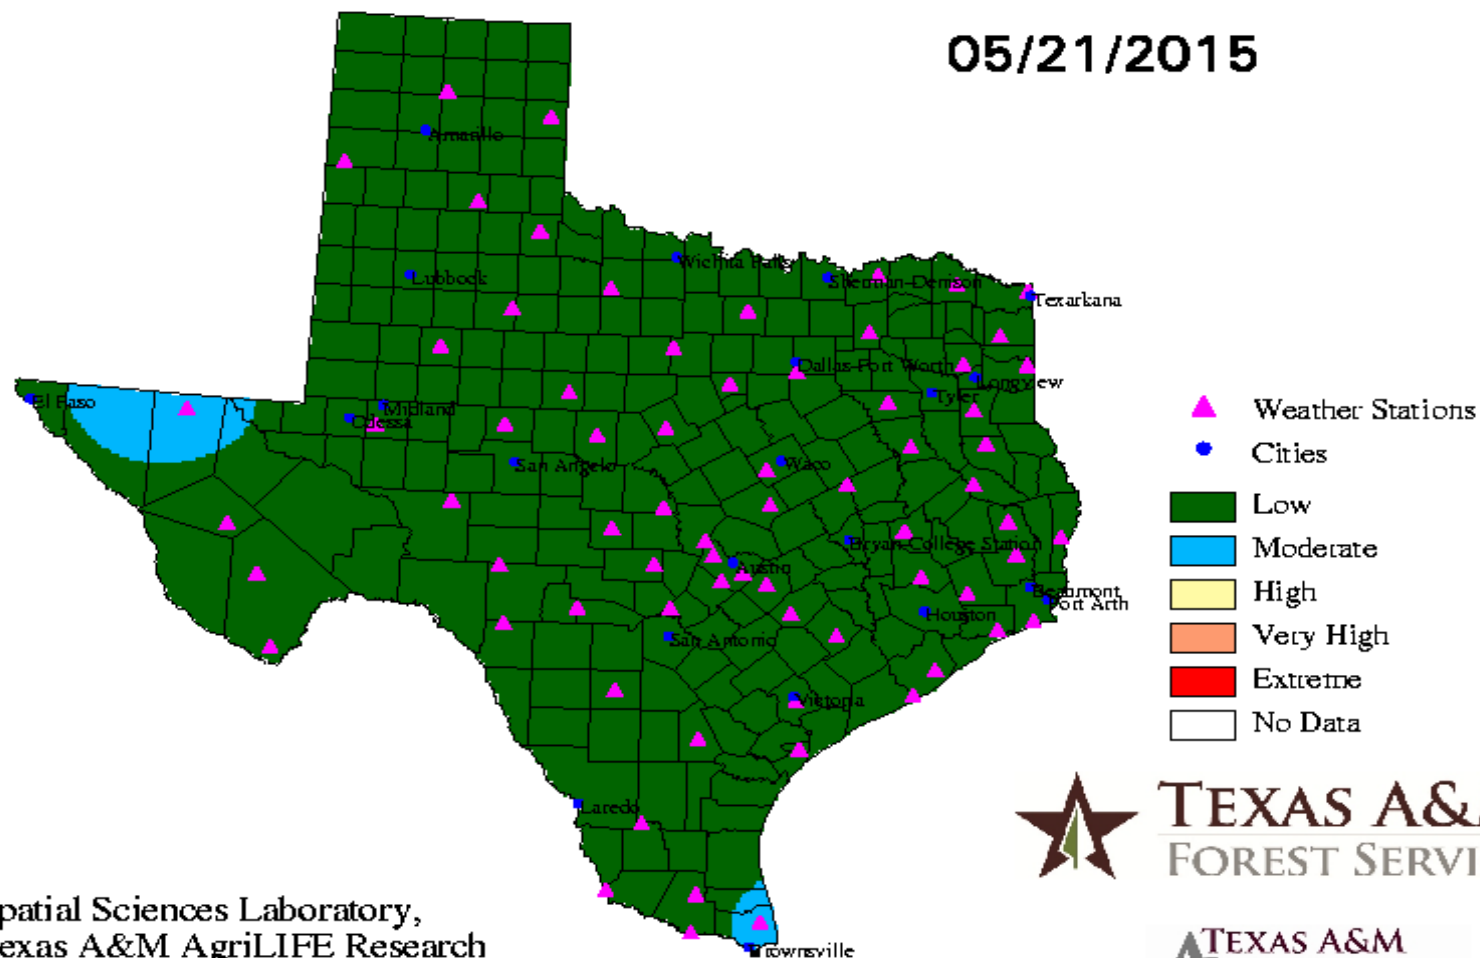 05/21/2015
Amarillo
Lubbock
Wichita Falls
Sherman-Denison
Texarkana
Dallas-Fort Worth
Longview
Tyler
El Paso
Midland
Odessa
San Angelo
Waco
Bryan-College Station
Austin
Beaumont
Port Arth
Houston
San Antonio
Victoria
Laredo
Brownsville
Weather Stations
Cities
Low
Moderate
High
Very High
Extreme
No Data
TEXAS A&
FOREST SERVI
patial Sciences Laboratory,
exas A&M AgriLIFE Research
TEXAS A&M